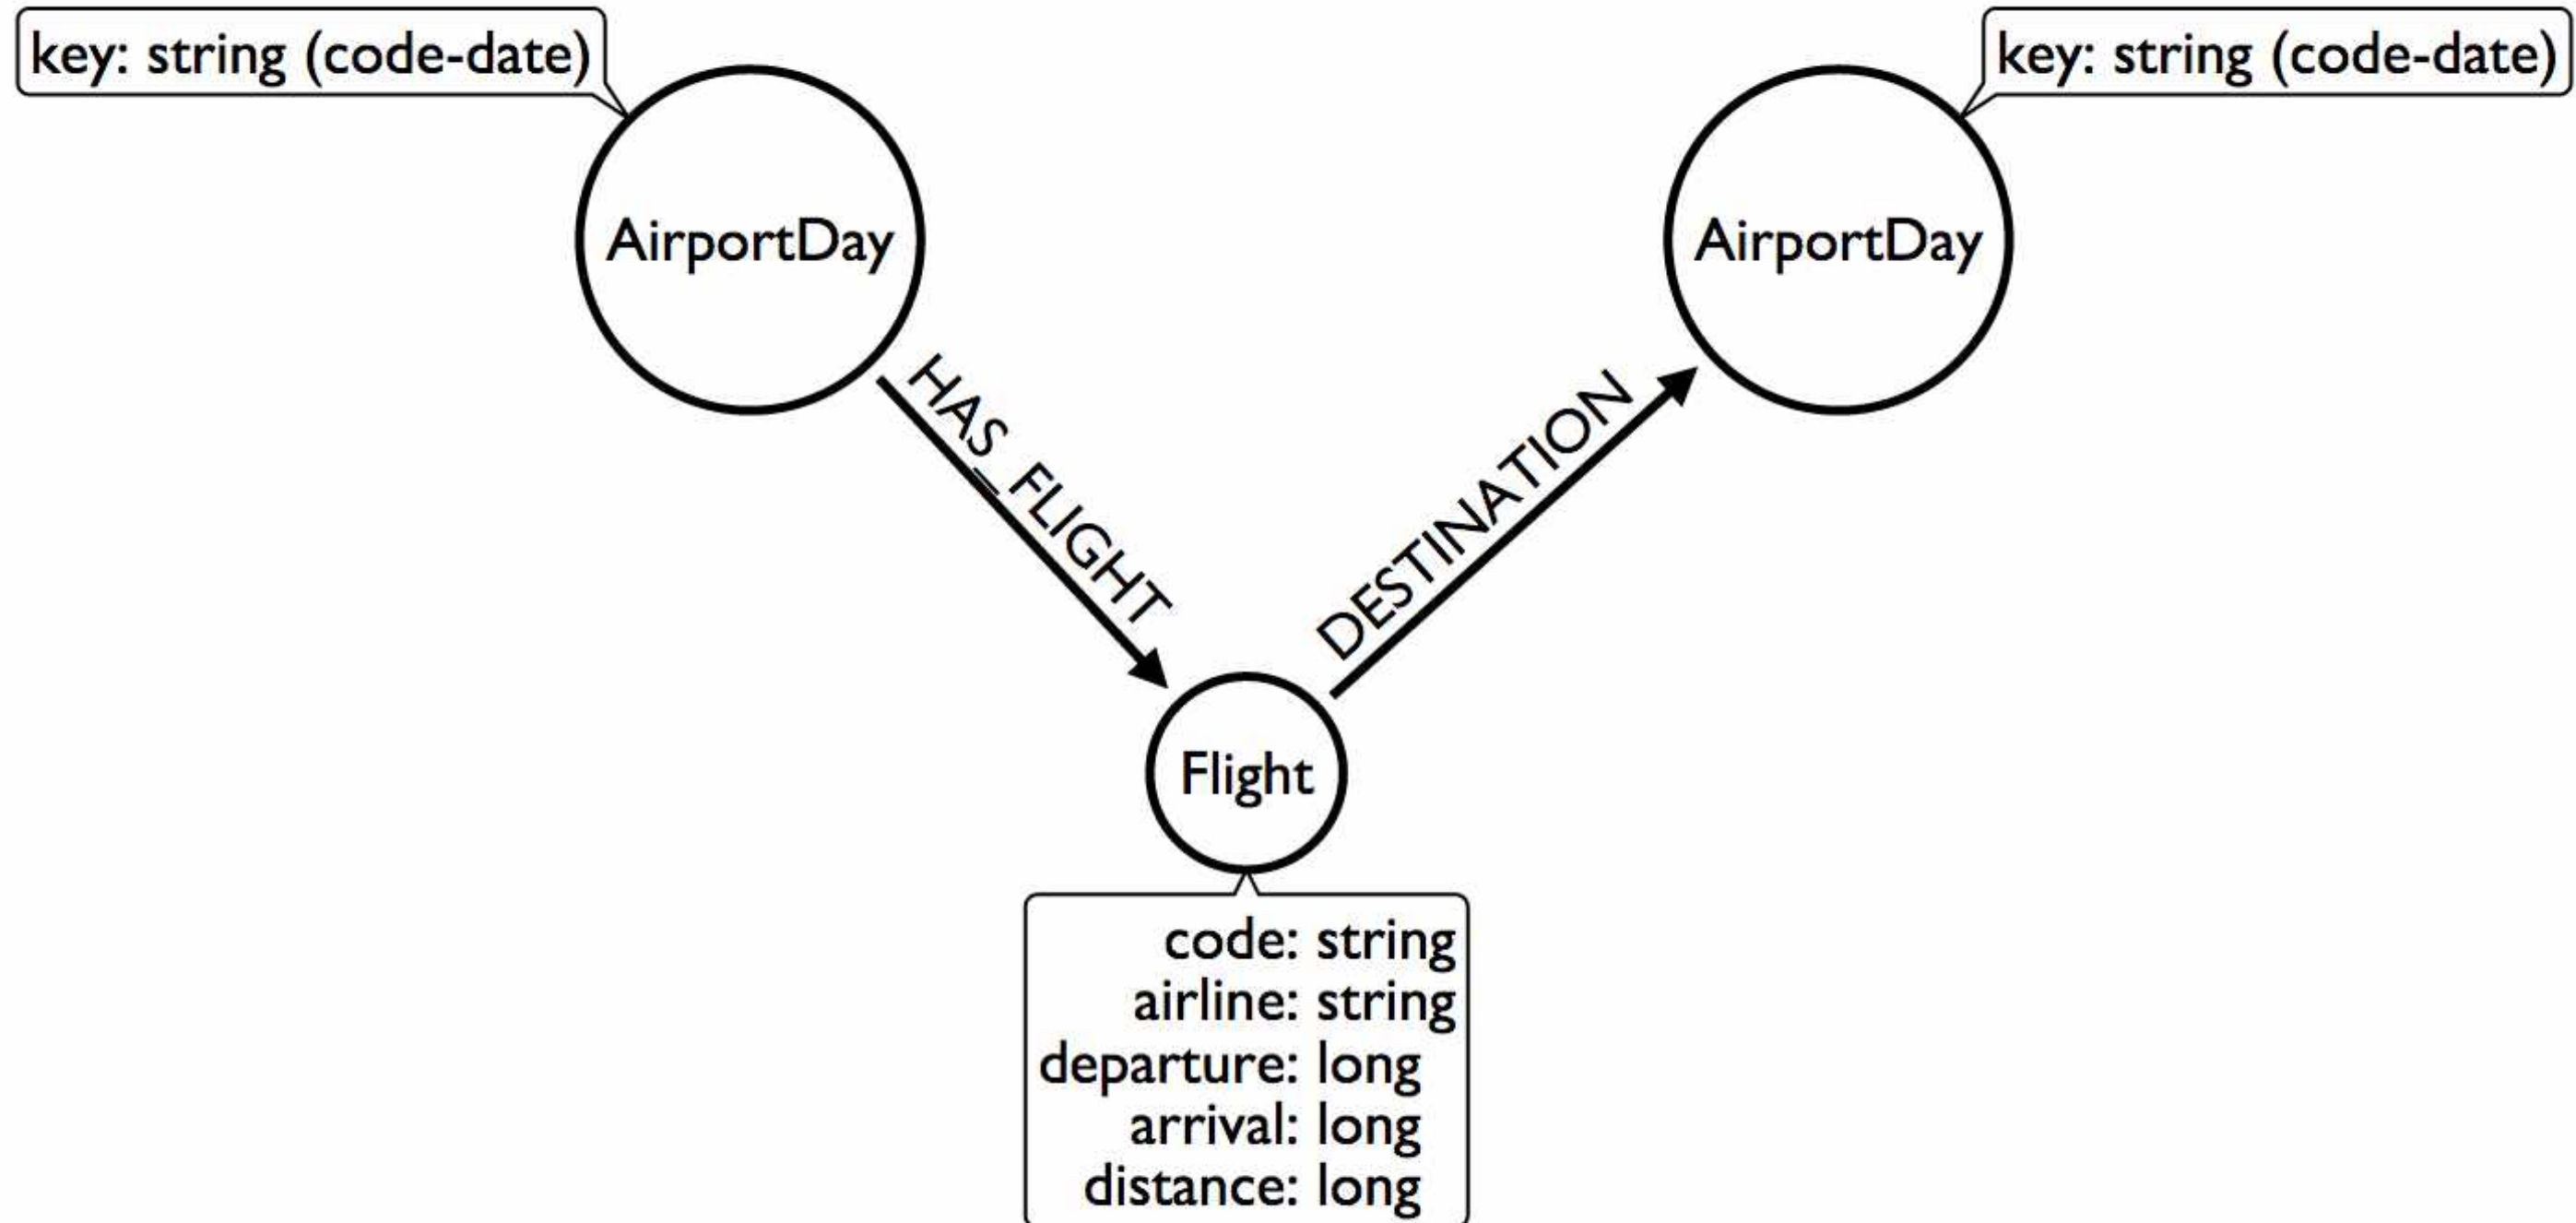 key: string (code-date)
key: string (code-date)
AirportDay
AirportDay
HAS_FLIGHT
DESTINATION
Flight
code: string
airline: string
departure: long
arrival: long
distance: long